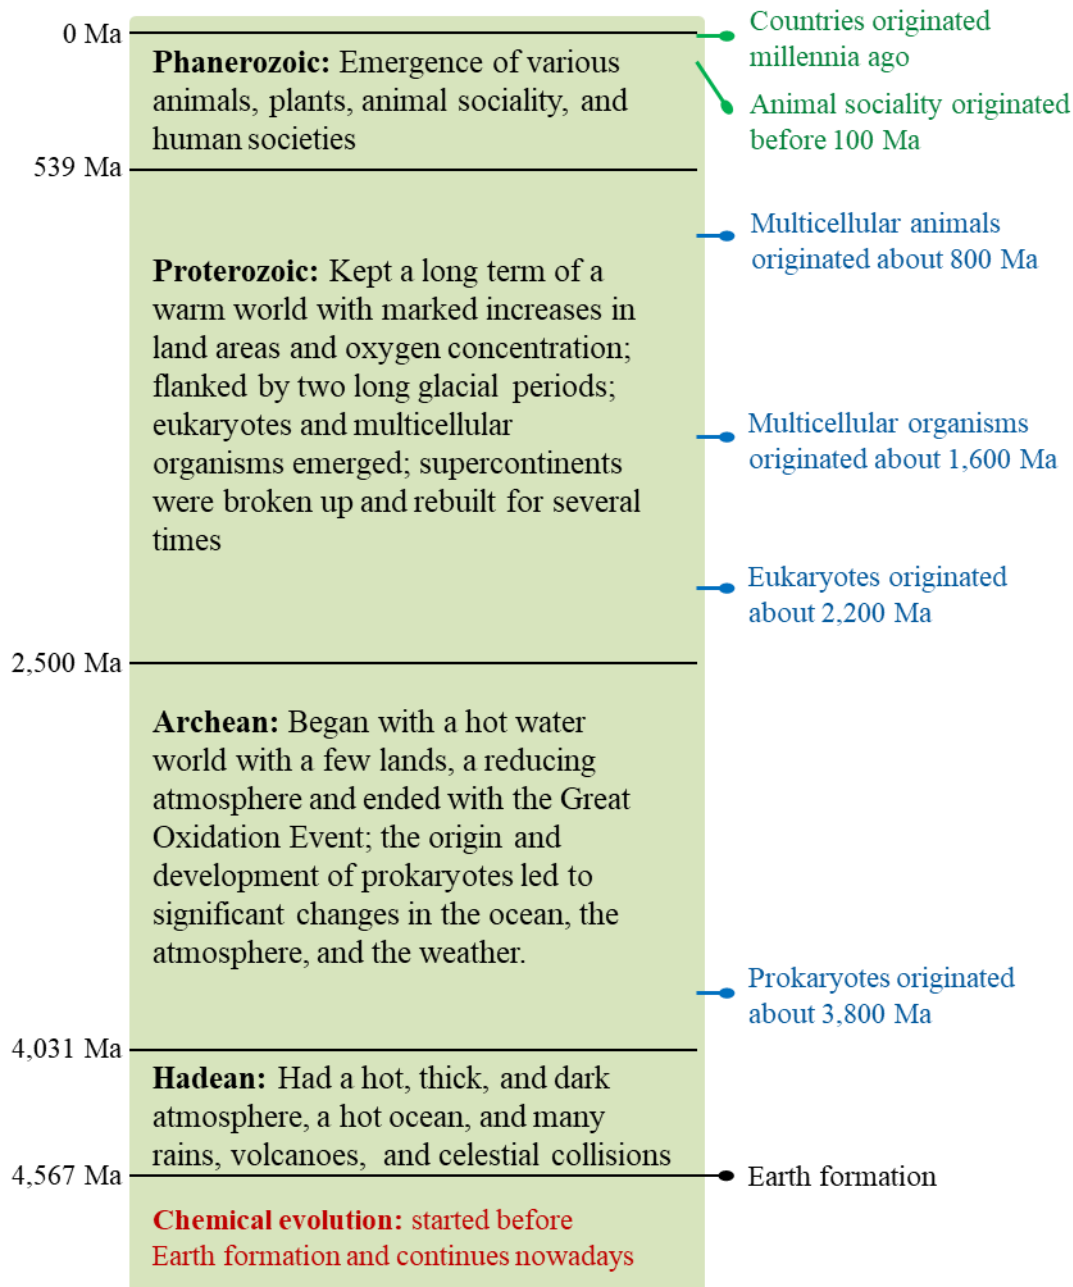 0 Ma
Phanerozoic: Emergence of various
animals, plants, animal sociality, and
human societies
539 Ma
Proterozoic: Kept a long term of a
warm world with marked increases in
land areas and oxygen concentration;
flanked by two long glacial periods;
eukaryotes and multicellular
organisms emerged; supercontinents
were broken up and rebuilt for several
times
2,500 Ma
Archean: Began with a hot water
world with a few lands, a reducing
atmosphere and ended with the Great
Oxidation Event; the origin and
development of prokaryotes led to
significant changes in the ocean, the
atmosphere, and the weather.
4,031 Ma
Hadean: Had a hot, thick, and dark
atmosphere, a hot ocean, and many
rains, volcanoes, and celestial collisions
4,567 Ma
Chemical evolution: started before
Earth formation and continues nowadays
Countries originated
millennia ago
Animal sociality originated
before 100 Ma
Multicellular animals
originated about 800 Ma
Multicellular organisms
originated about 1,600 Ma
Eukaryotes originated
about 2,200 Ma
Prokaryotes originated
about 3,800 Ma
Earth formation